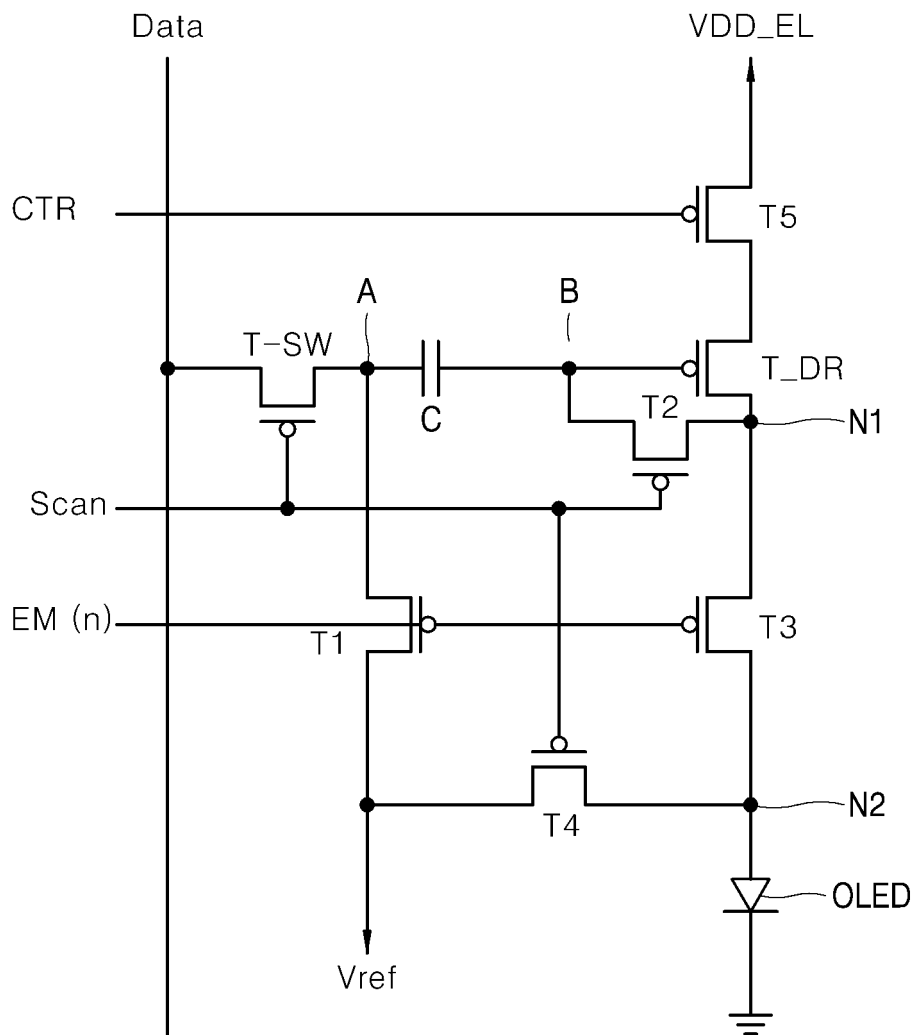 Data
VDD_EL
CTR
T5
A
B
T-SW
T_DR
C
T2
N1
Scan
EM (n)
T1
T3
T4
N2
OLED
Vref